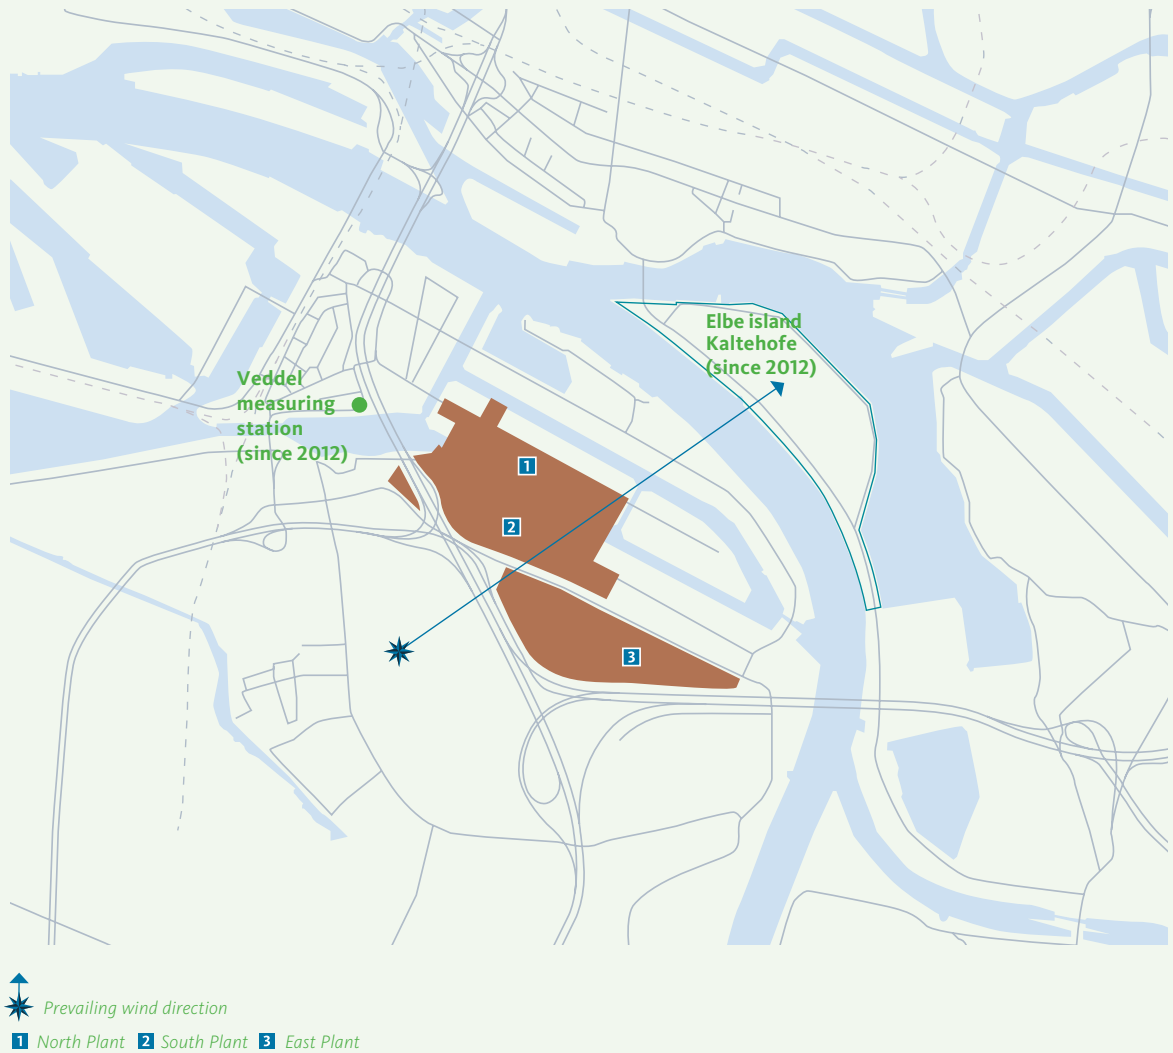 Elbe island
Kaltehofe
(since 2012)
Veddel
measuring
station
(since 2012)
1
2
3
Prevailing wind direction
1 North Plant 2 South Plant 3 East Plant